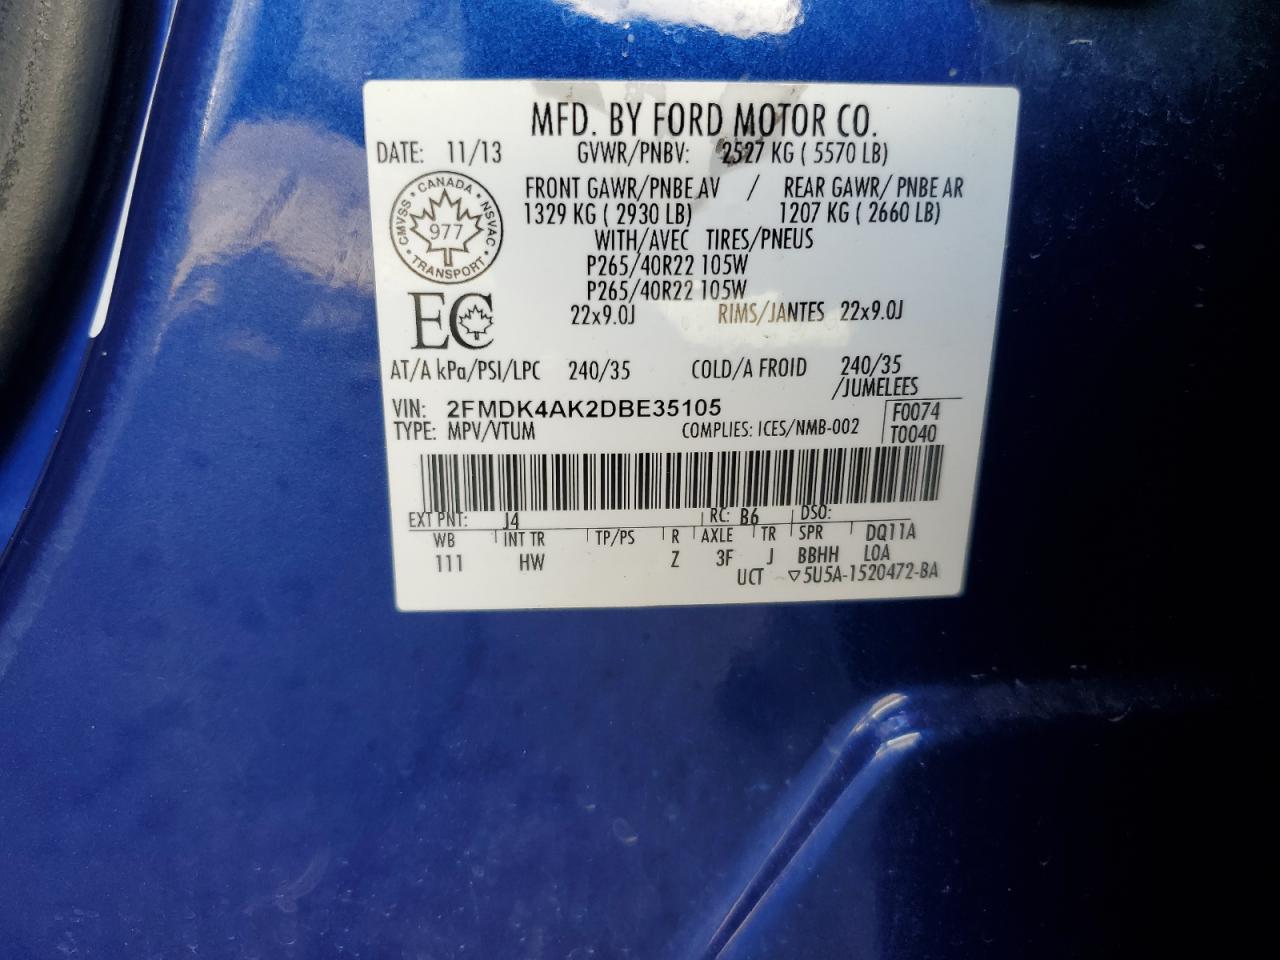 MFD. BY FORD MOTOR CO.
DATE: 11/13 GVWR/PNBV: 2527 KG ( 5570 LB)
FRONT GAWR/PNBE AV / REAR GAWR/ PNBE AR
1329 KG ( 2930 LB) 1207 KG ( 2660 LB)
WITH/AVEC TIRES/PNEUS
P265/40R22 105W
P265/40R22 105W
22x9.0J RIMS/JANTES 22x9.0J
CANADA
CMVSS 977 NSVAC
TRANSPORT
EC
AT/A kPa/PSI/LPC 240/35 COLD/A FROID 240/35
/JUMELEES
VIN: 2FMDK4AK2DBE35105 F0074
TYPE: MPV/VTUM COMPLIES: ICES/NMB-002 T0040
EXT PNT: J4 RC: B6 DSO:
WB INT TR TP/PS R AXLE TR SPR DQ11A
111 HW Z 3F J BBHH LOA
UCT ▽5U5A-1520472-BA